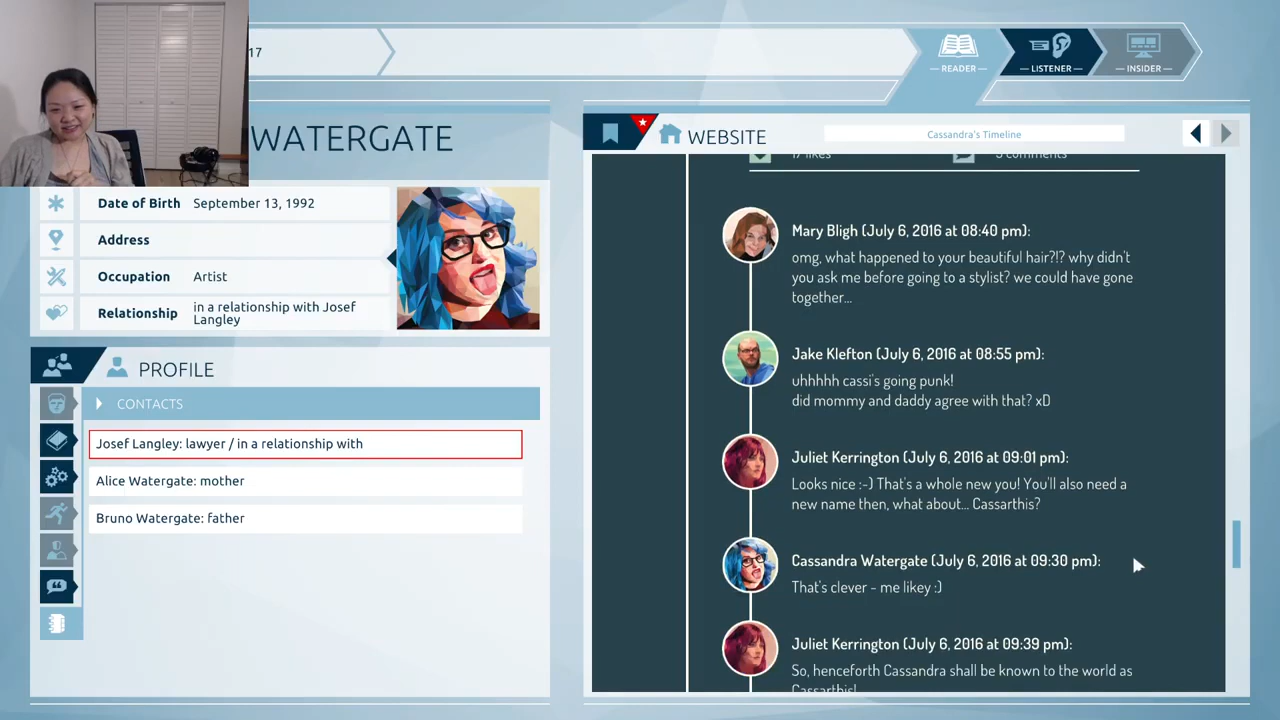 17
READER
LISTENER
INSIDER
WATERGATE
Date of Birth September 13, 1992
Address
Occupation Artist
Relationship in a relationship with Josef
Langley
PROFILE
CONTACTS
Josef Langley: lawyer / in a relationship with
Alice Watergate: mother
Bruno Watergate: father
WEBSITE
Cassandra's Timeline
17 likes 5 comments
Mary Bligh (July 6, 2016 at 08:40 pm):
omg, what happened to your beautiful hair?!? why didn't
you ask me before going to a stylist? we could have gone
together...
Jake Klefton (July 6, 2016 at 08:55 pm):
uhhhhh cassi's going punk!
did mommy and daddy agree with that? xD
Juliet Kerrington (July 6, 2016 at 09:01 pm):
Looks nice :-) That's a whole new you! You'll also need a
new name then, what about... Cassarthis?
Cassandra Watergate (July 6, 2016 at 09:30 pm):
That's clever - me likey :)
Juliet Kerrington (July 6, 2016 at 09:39 pm):
So, henceforth Cassandra shall be known to the world as
Cassarthis!